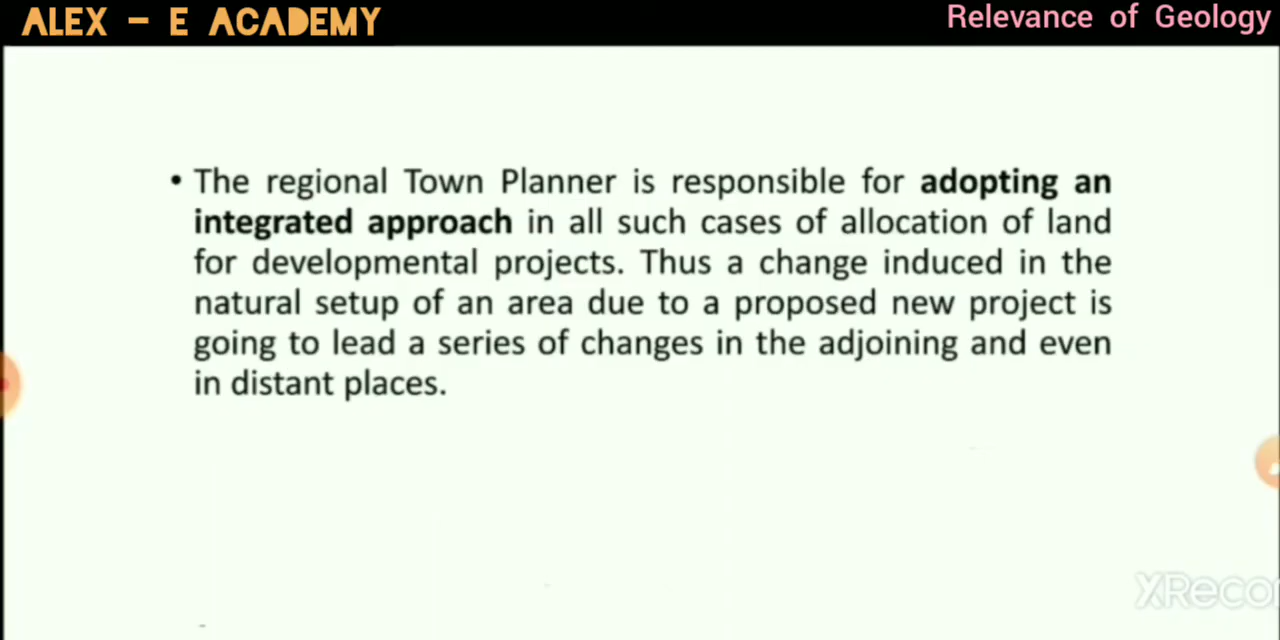 ALEX - E ACADEMY
Relevance of Geology
• The regional Town Planner is responsible for adopting an
integrated approach in all such cases of allocation of land
for developmental projects. Thus a change induced in the
natural setup of an area due to a proposed new project is
going to lead a series of changes in the adjoining and even
in distant places.
XRecor